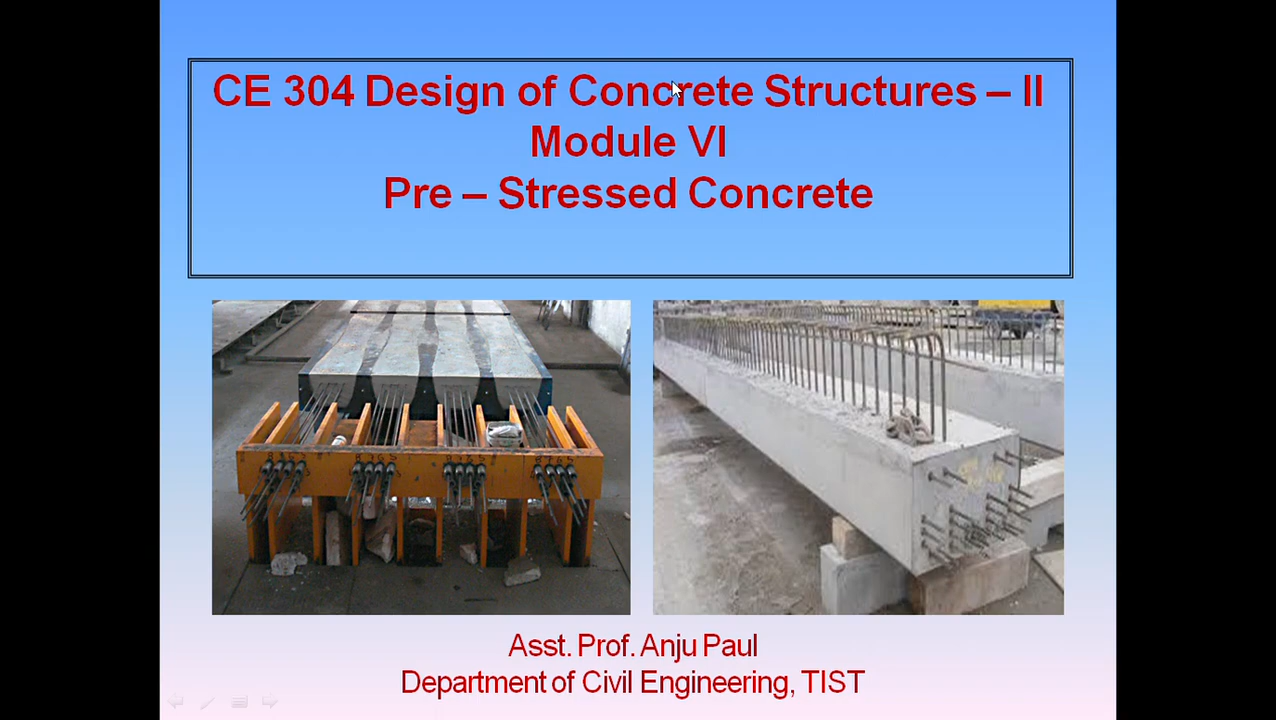 CE 304 Design of Concrete Structures – II
Module VI
Pre – Stressed Concrete
Asst. Prof. Anju Paul
Department of Civil Engineering, TIST